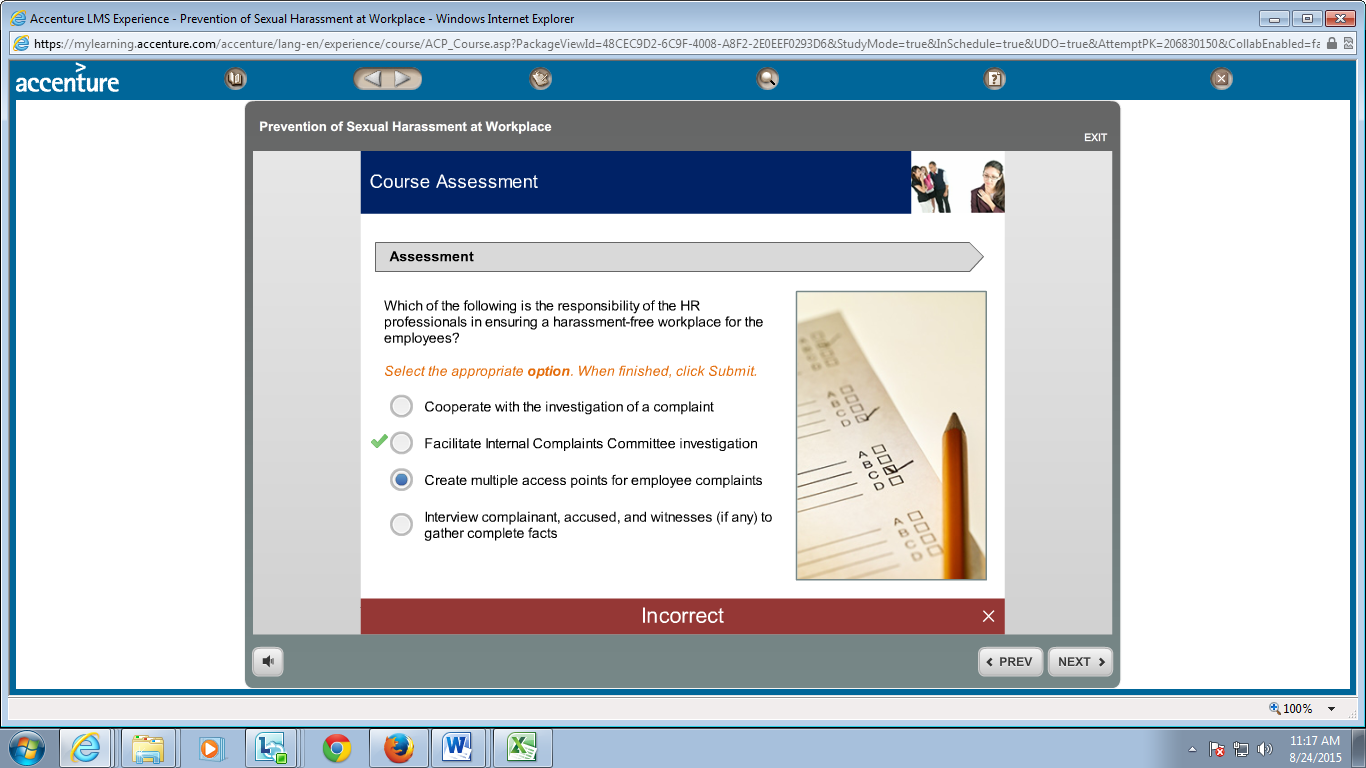 Accenture LMS Experience - Prevention of Sexual Harassment at Workplace - Windows Internet Explorer
https://mylearning.accenture.com/accenture/lang-en/experience/course/ACP_Course.asp?PackageViewId=48CEC9D2-6C9F-4008-A8F2-2E0EEF0293D6&StudyMode=true&InSchedule=true&UDO=true&AttemptPK=206830150&CollabEnabled=fa
accenture
Prevention of Sexual Harassment at Workplace
EXIT
Course Assessment
Assessment
Which of the following is the responsibility of the HR
professionals in ensuring a harassment-free workplace for the
employees?
Select the appropriate option. When finished, click Submit.
Cooperate with the investigation of a complaint
Facilitate Internal Complaints Committee investigation
Create multiple access points for employee complaints
Interview complainant, accused, and witnesses (if any) to
gather complete facts
A B C D
A B C D
A B C D
A B C D
Incorrect
PREV
NEXT
100%
11:17 AM
8/24/2015